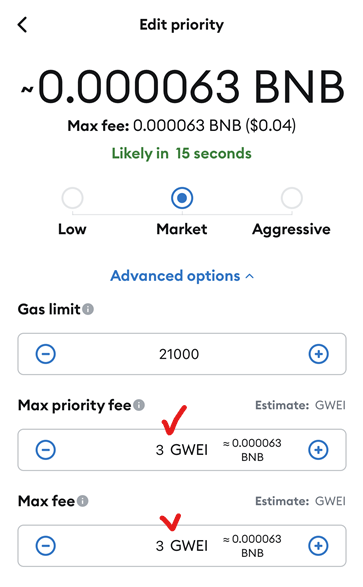 Edit priority
~0.000063 BNB
Max fee: 0.000063 BNB ($0.04)
Likely in 15 seconds
Low Market Aggressive
Advanced options
Gas limit
21000
Max priority fee Estimate: GWEI
3 GWEI ≈ 0.000063 BNB
Max fee Estimate: GWEI
3 GWEI ≈ 0.000063 BNB